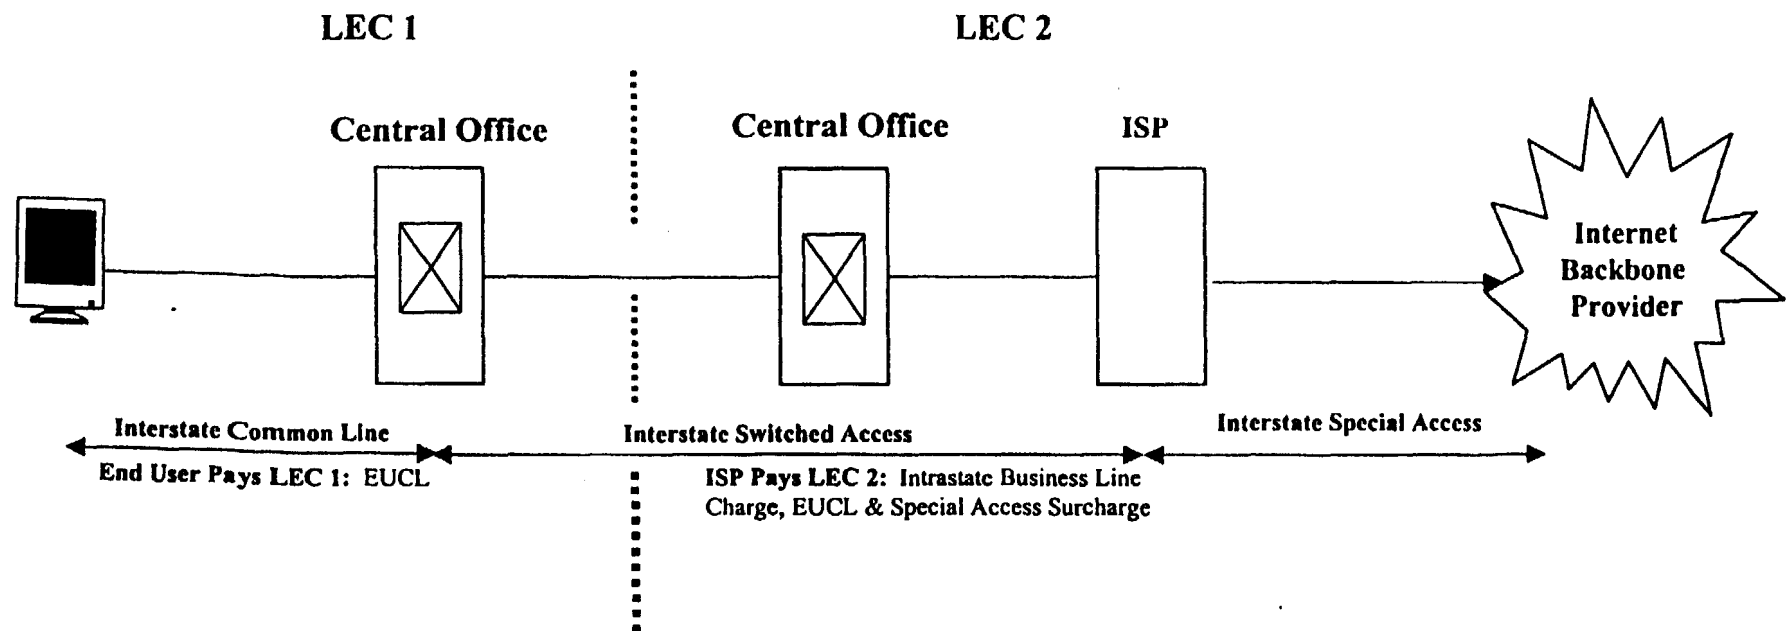 LEC 1
LEC 2
Central Office
Central Office
ISP
Internet
Backbone
Provider
Interstate Common Line
Interstate Switched Access
Interstate Special Access
End User Pays LEC 1: EUCL
ISP Pays LEC 2: Intrastate Business Line
Charge, EUCL & Special Access Surcharge